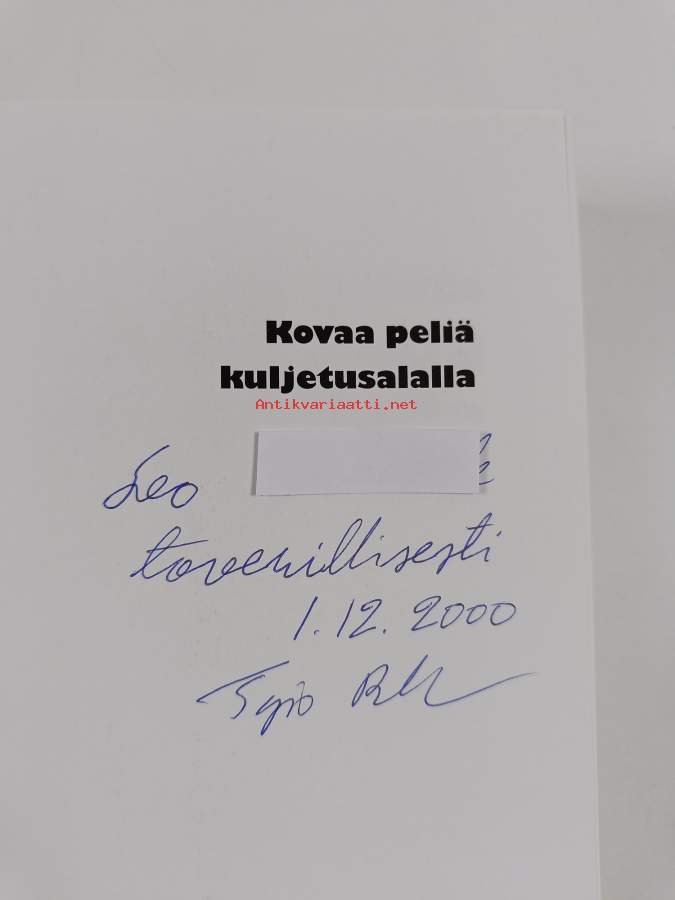 Kovaa peliä
kuljetusalalla
Antikvariaatti.net
Leo
toverillisesti
1.12.2000